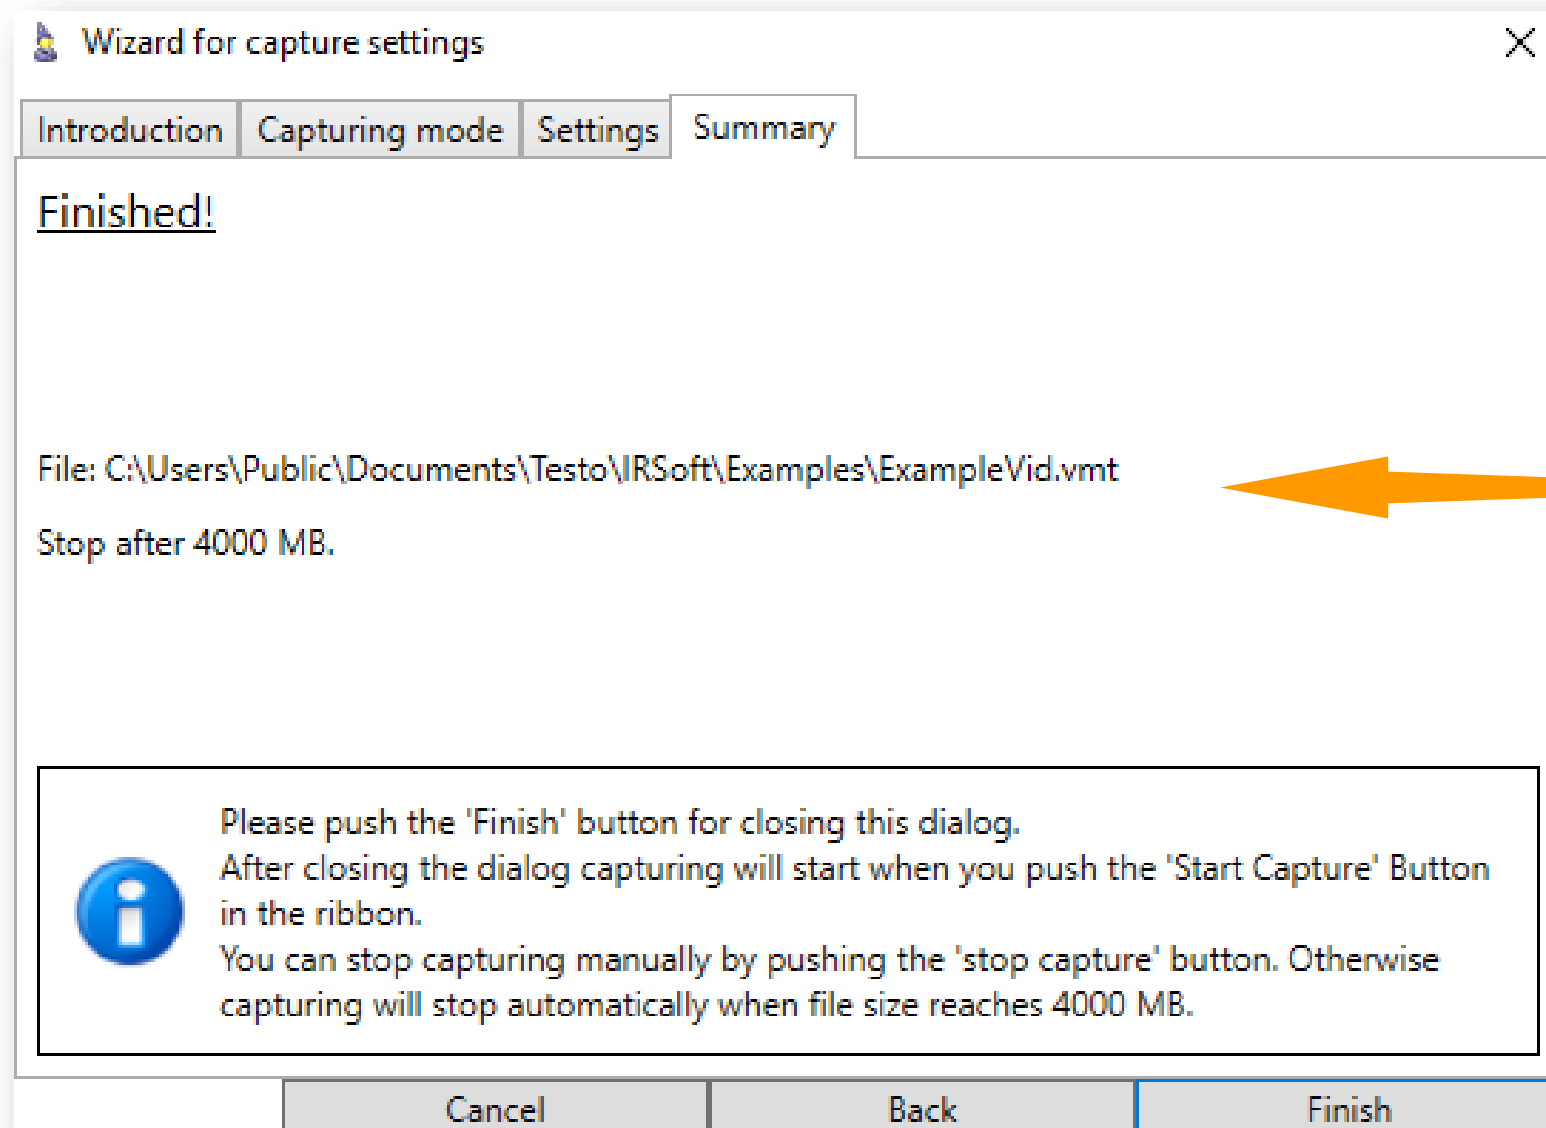 Wizard for capture settings
Introduction Capturing mode Settings Summary
Finished!
File: C:\Users\Public\Documents\Testo\IRSoft\Examples\ExampleVid.vmt
Stop after 4000 MB.
Please push the 'Finish' button for closing this dialog.
After closing the dialog capturing will start when you push the 'Start Capture' Button
in the ribbon.
You can stop capturing manually by pushing the 'stop capture' button. Otherwise
capturing will stop automatically when file size reaches 4000 MB.
Cancel Back Finish